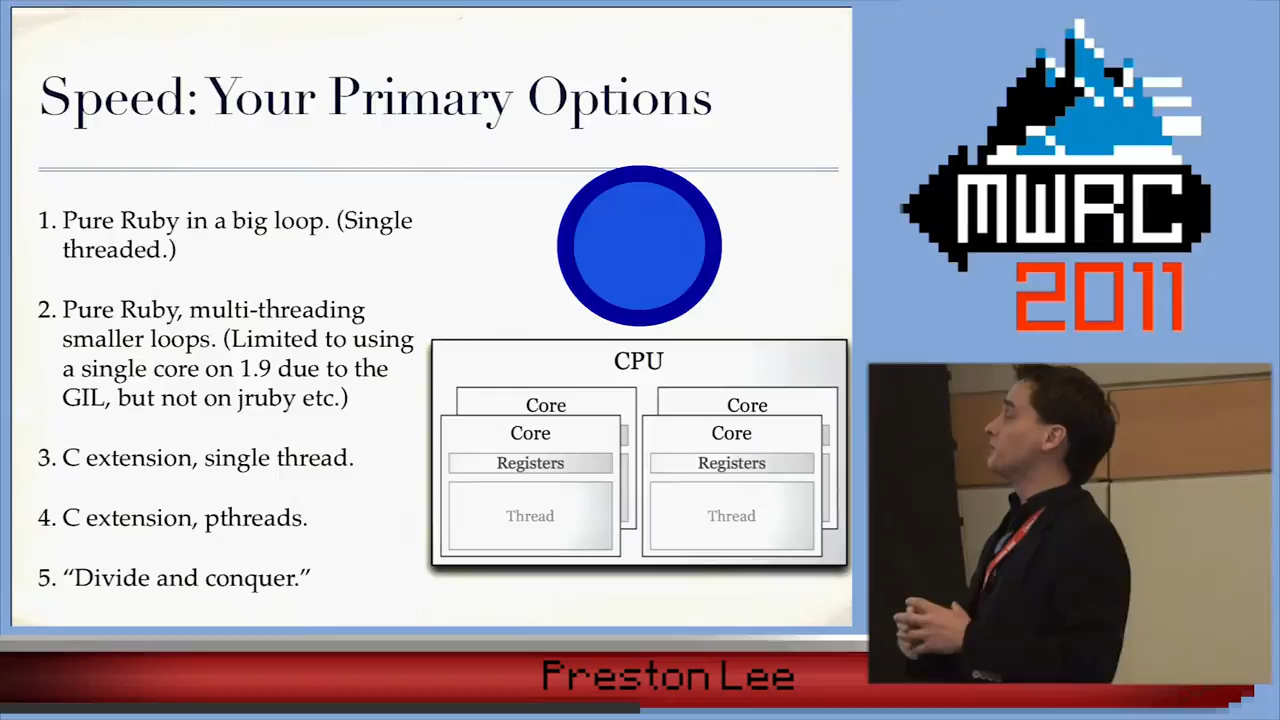 Speed: Your Primary Options
1. Pure Ruby in a big loop. (Single
threaded.)
2. Pure Ruby, multi-threading
smaller loops. (Limited to using
a single core on 1.9 due to the
GIL, but not on jruby etc.)
3. C extension, single thread.
4. C extension, pthreads.
5. “Divide and conquer.”
CPU
Core
Core
Core
Core
Registers
Registers
Thread
Thread
MWRC
2011
Preston Lee